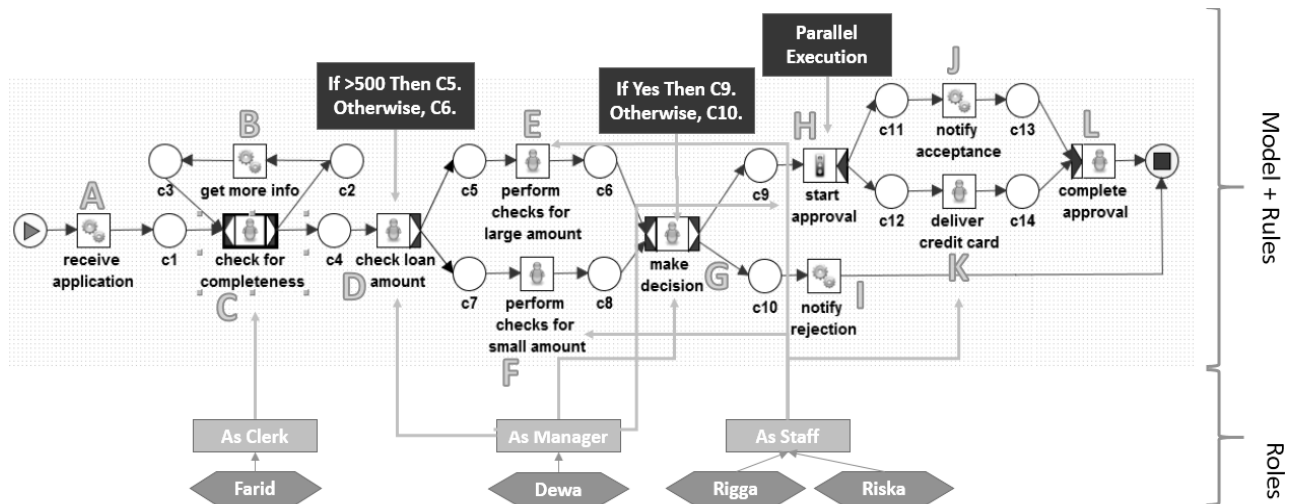 Parallel
Execution
If >500 Then C5.
Otherwise, C6.
If Yes Then C9.
Otherwise, C10.
J
B
E
H
L
c11
notify
acceptance
c13
c3
get more info
c2
c5
perform
checks for
large amount
c6
c9
start
approval
complete
approval
A
c12
deliver
credit card
c14
receive
application
c1
check for
completeness
c4
check loan
amount
make
decision
C
D
G
K
c7
perform
checks for
small amount
c8
c10
notify
rejection
I
F
Model + Rules
As Clerk
As Manager
As Staff
Farid
Dewa
Rigga
Riska
Roles